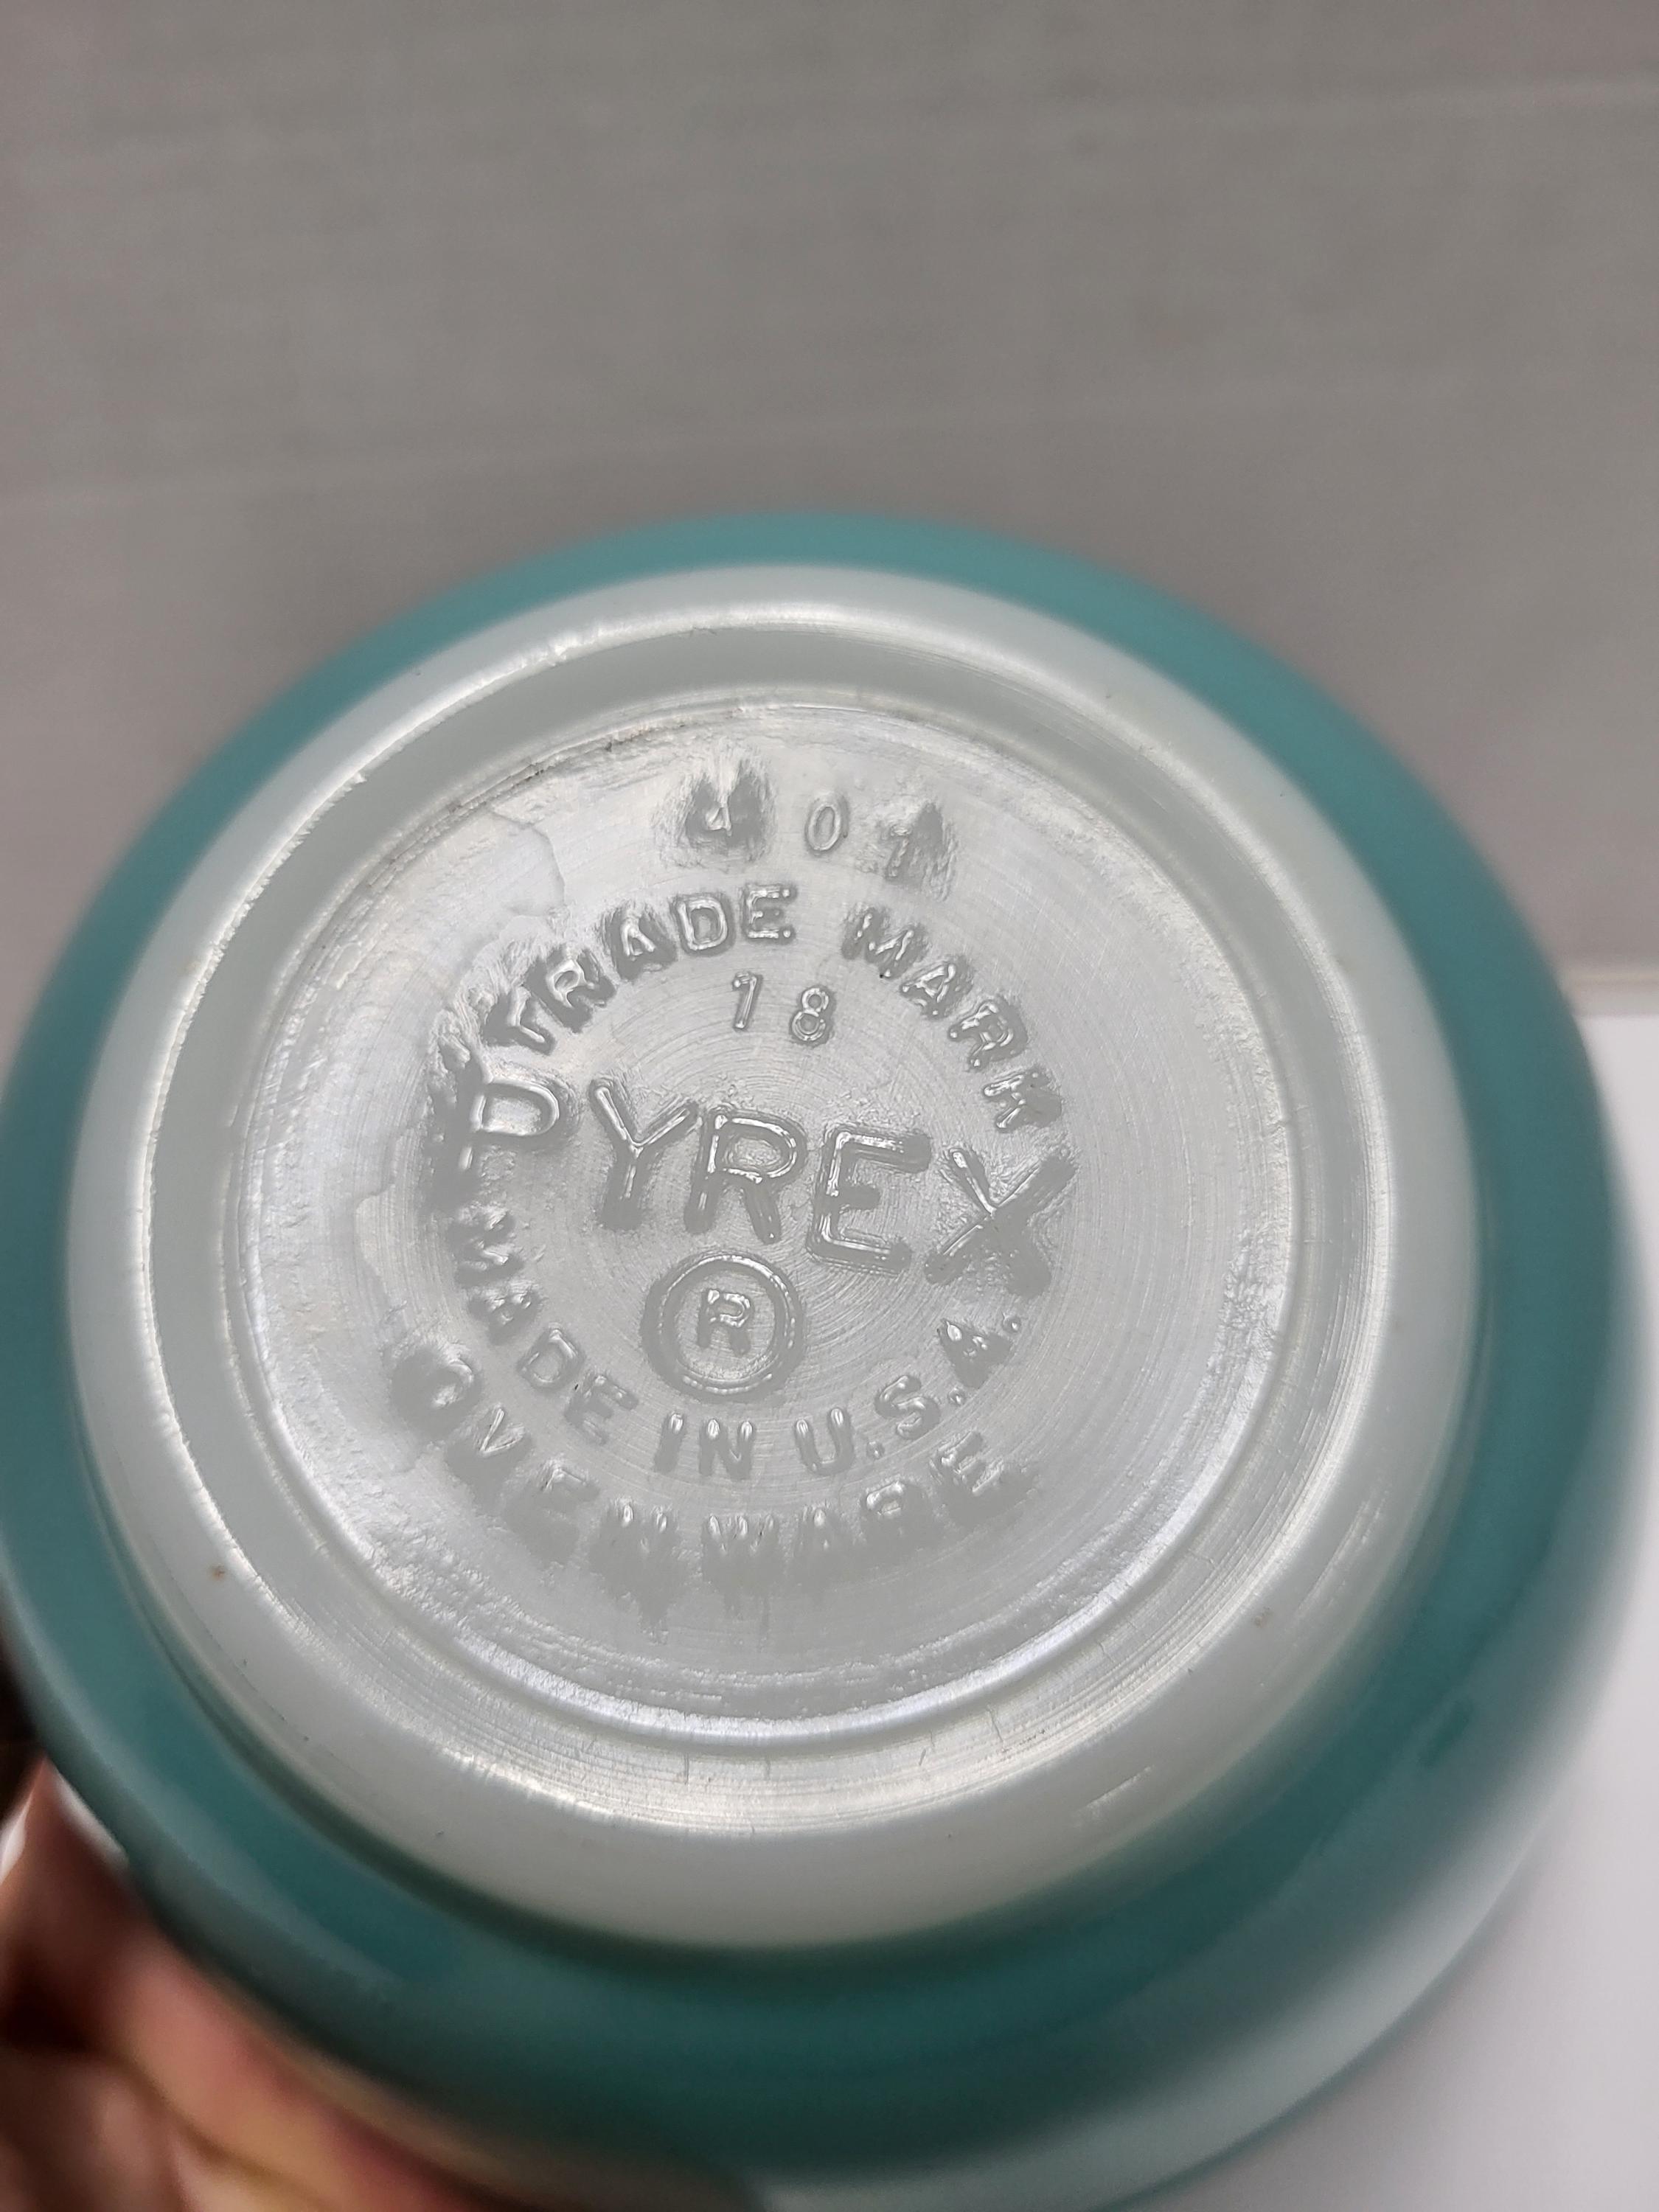 401
TRADE MARK
18
PYREX
®
MADE IN U.S.A.
OVENWARE